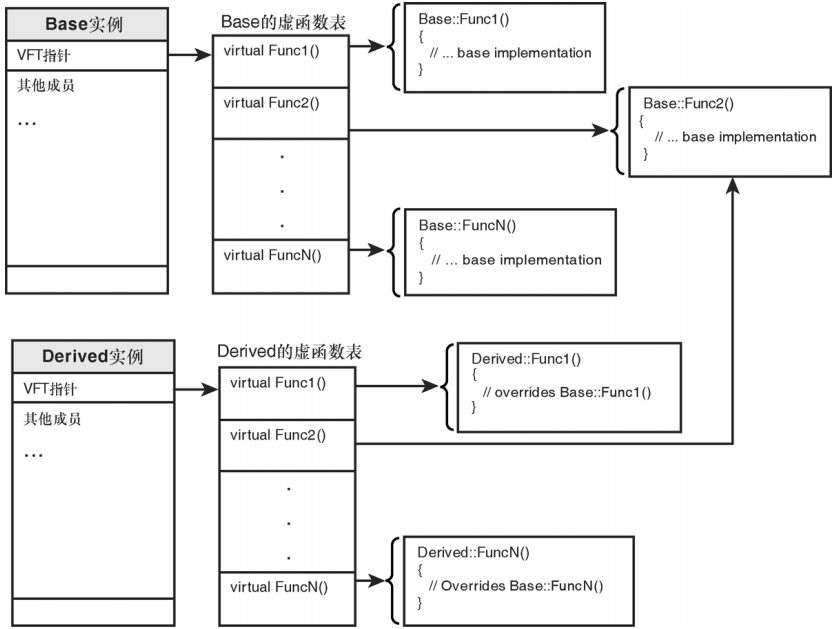 Base实例
VFT指针
其他成员
...
Base的虚函数表
virtual Func1()
virtual Func2()
.
.
.
virtual FuncN()
Base::Func1()
{
// ... base implementation
}
Base::Func2()
{
// ... base implementation
}
Base::FuncN()
{
// ... base implementation
}
Derived实例
VFT指针
其他成员
...
Derived的虚函数表
virtual Func1()
virtual Func2()
.
.
.
virtual FuncN()
Derived::Func1()
{
// overrides Base::Func1()
}
Derived::FuncN()
{
// Overrides Base::FuncN()
}